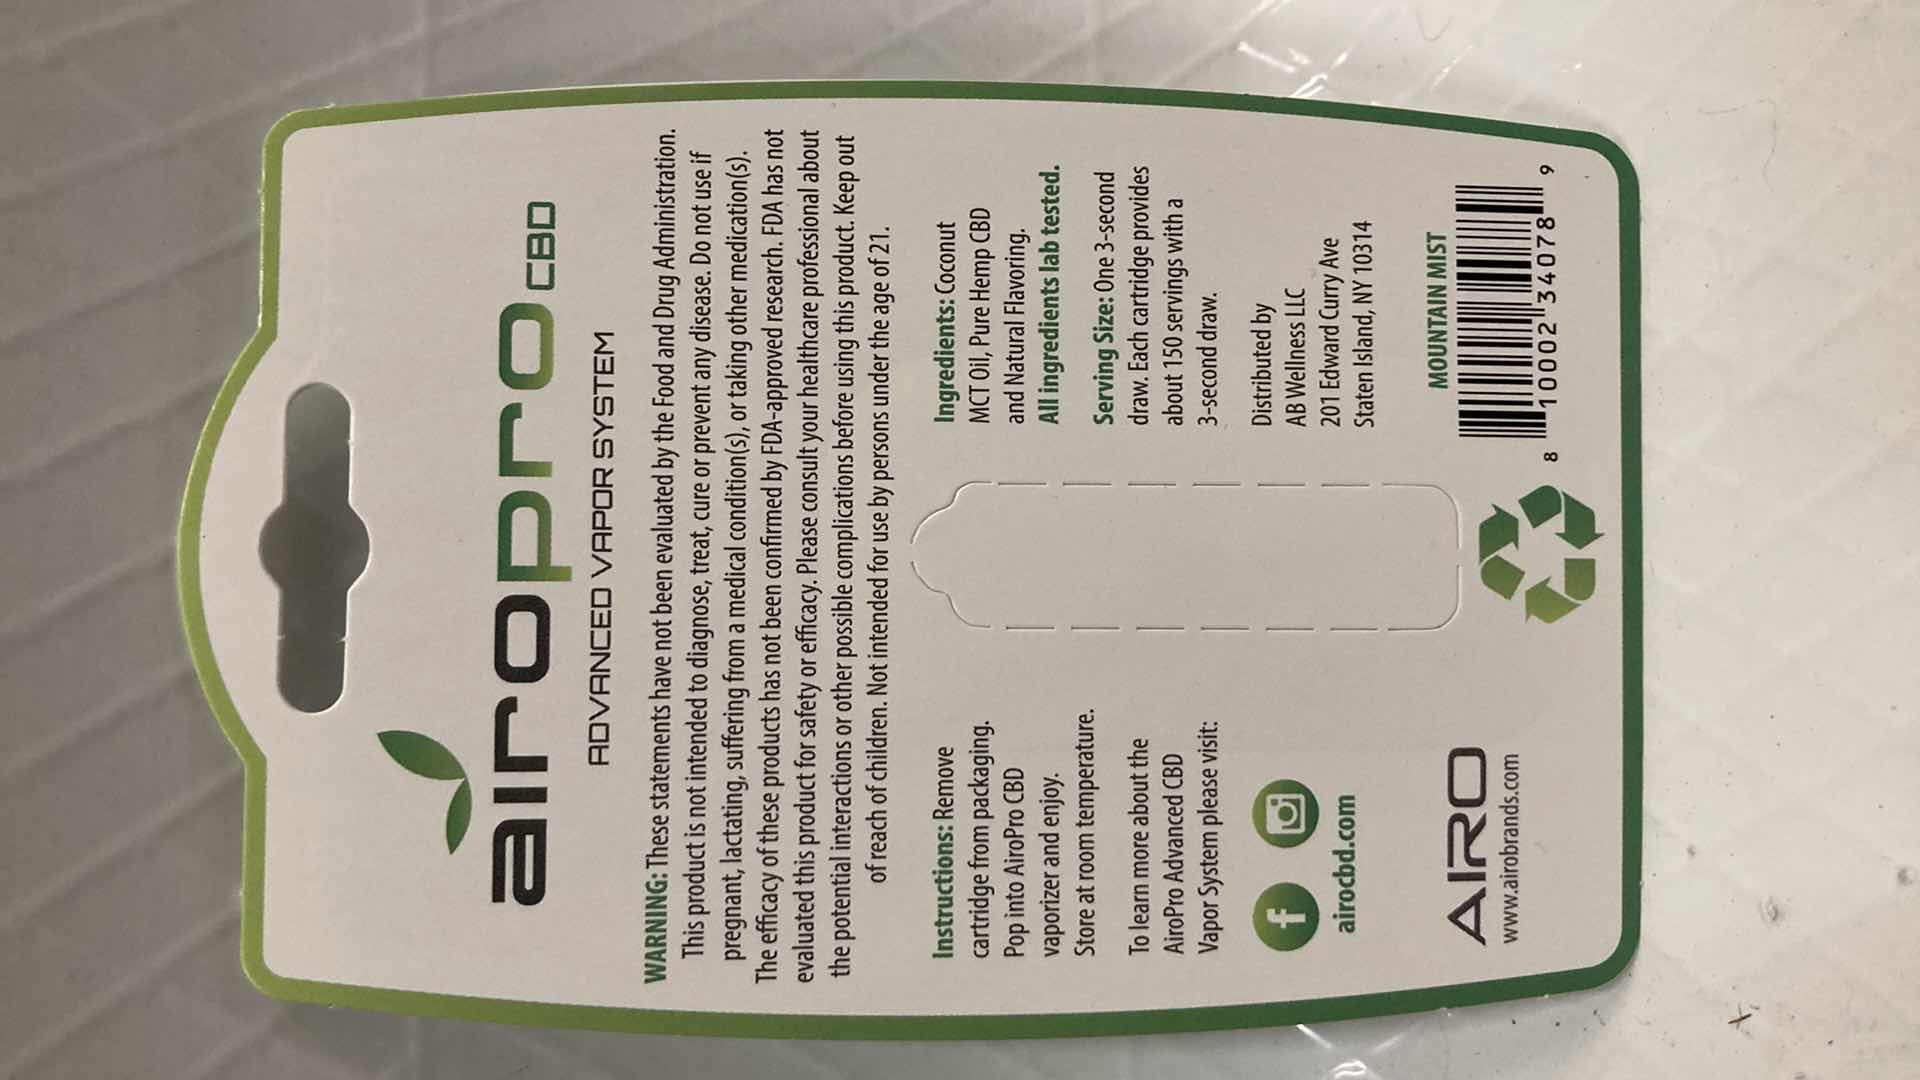 airopro CBD
ADVANCED VAPOR SYSTEM
WARNING: These statements have not been evaluated by the Food and Drug Administration.
This product is not intended to diagnose, treat, cure or prevent any disease. Do not use if
pregnant, lactating, suffering from a medical condition(s), or taking other medication(s).
The efficacy of these products has not been confirmed by FDA-approved research. FDA has not
evaluated this product for safety or efficacy. Please consult your healthcare professional about
the potential interactions or other possible complications before using this product. Keep out
of reach of children. Not intended for use by persons under the age of 21.
Instructions: Remove
cartridge from packaging.
Pop into AiroPro CBD
vaporizer and enjoy.
Store at room temperature.
To learn more about the
AiroPro Advanced CBD
Vapor System please visit:
f
airocbd.com
AIRO
www.airobrands.com
Ingredients: Coconut
MCT Oil, Pure Hemp CBD
and Natural Flavoring.
All ingredients lab tested.
Serving Size: One 3-second
draw. Each cartridge provides
about 150 servings with a
3-second draw.
Distributed by
AB Wellness LLC
201 Edward Curry Ave
Staten Island, NY 10314
MOUNTAIN MIST
8 10002 34078 9